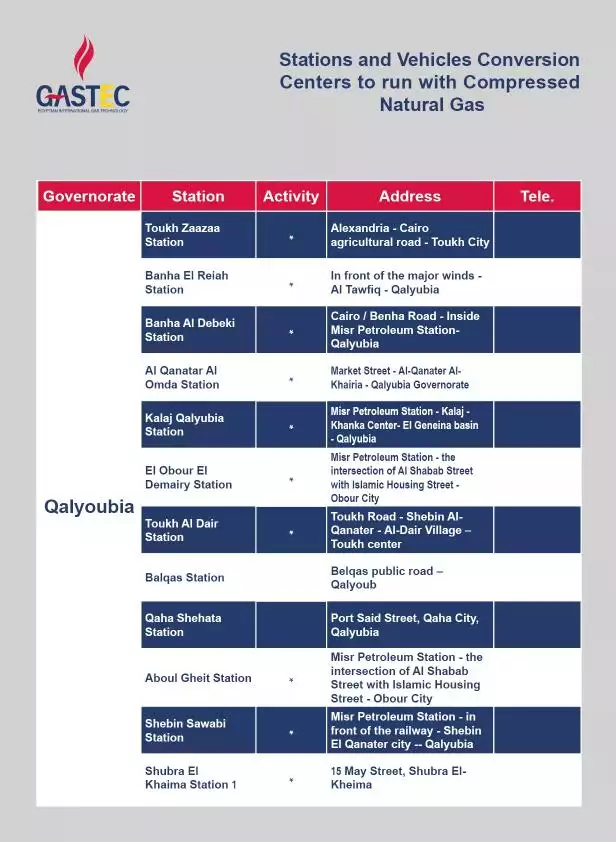 GASTEC
EGYPTIAN INTERNATIONAL GAS TECHNOLOGY
Stations and Vehicles Conversion
Centers to run with Compressed
Natural Gas
Governorate Station Activity Address Tele.
Qalyoubia
Toukh Zaazaa
Station
*
Alexandria - Cairo
agricultural road - Toukh City
Banha El Reiah
Station
*
In front of the major winds -
Al Tawfiq - Qalyubia
Banha Al Debeki
Station
*
Cairo / Benha Road - Inside
Misr Petroleum Station-
Qalyubia
Al Qanatar Al
Omda Station
*
Market Street - Al-Qanater Al-
Khairia - Qalyubia Governorate
Kalaj Qalyubia
Station
*
Misr Petroleum Station - Kalaj -
Khanka Center- El Geneina basin
- Qalyubia
El Obour El
Demairy Station
*
Misr Petroleum Station - the
intersection of Al Shabab Street
with Islamic Housing Street -
Obour City
Toukh Al Dair
Station
*
Toukh Road - Shebin Al-
Qanater - Al-Dair Village –
Toukh center
Balqas Station
Belqas public road –
Qalyoub
Qaha Shehata
Station
Port Said Street, Qaha City,
Qalyubia
Aboul Gheit Station
*
Misr Petroleum Station - the
intersection of Al Shabab
Street with Islamic Housing
Street - Obour City
Shebin Sawabi
Station
*
Misr Petroleum Station - in
front of the railway - Shebin
El Qanater city -- Qalyubia
Shubra El
Khaima Station 1
*
15 May Street, Shubra El-
Kheima